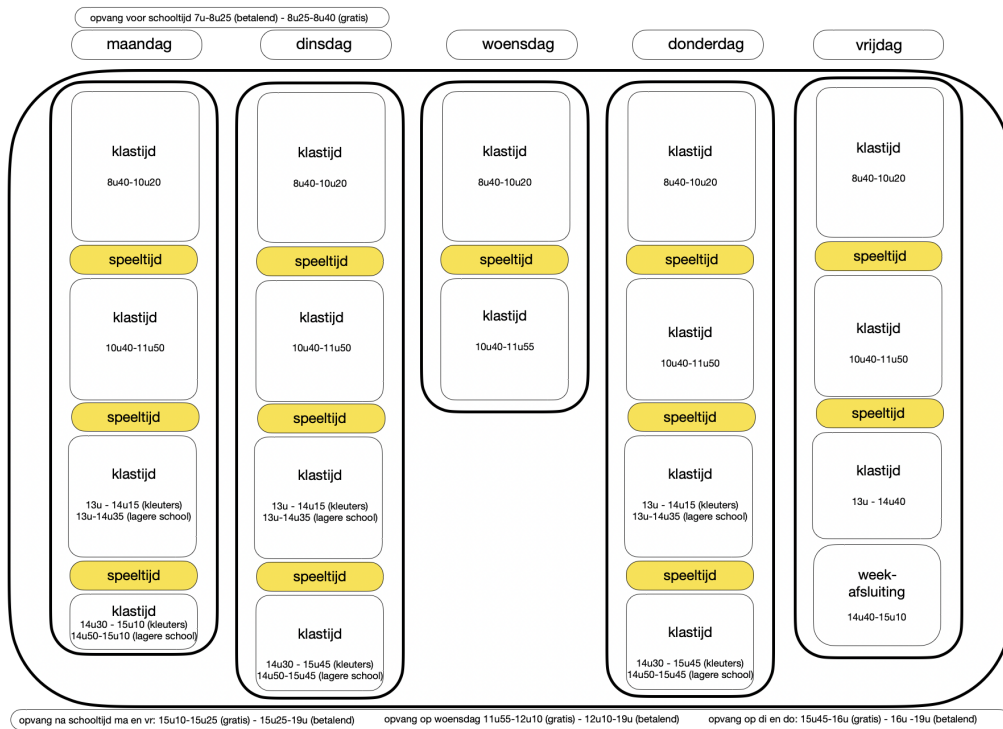 opvang voor schooltijd 7u-8u25 (betalend) - 8u25-8u40 (gratis)
maandag
dinsdag
woensdag
donderdag
vrijdag
klastijd
8u40-10u20
speeltijd
klastijd
10u40-11u50
speeltijd
klastijd
13u - 14u15 (kleuters)
13u-14u35 (lagere school)
speeltijd
klastijd
14u30 - 15u10 (kleuters)
14u50-15u10 (lagere school)
klastijd
8u40-10u20
speeltijd
klastijd
10u40-11u50
speeltijd
klastijd
13u - 14u15 (kleuters)
13u-14u35 (lagere school)
speeltijd
klastijd
14u30 - 15u45 (kleuters)
14u50-15u45 (lagere school)
klastijd
8u40-10u20
speeltijd
klastijd
10u40-11u55
klastijd
8u40-10u20
speeltijd
klastijd
10u40-11u50
speeltijd
klastijd
13u - 14u15 (kleuters)
13u-14u35 (lagere school)
speeltijd
klastijd
14u30 - 15u45 (kleuters)
14u50-15u45 (lagere school)
klastijd
8u40-10u20
speeltijd
klastijd
10u40-11u50
speeltijd
klastijd
13u - 14u40
week-
afsluiting
14u40-15u10
opvang na schooltijd ma en vr: 15u10-15u25 (gratis) - 15u25-19u (betalend)
opvang op woensdag 11u55-12u10 (gratis) - 12u10-19u (betalend)
opvang op di en do: 15u45-16u (gratis) - 16u -19u (betalend)